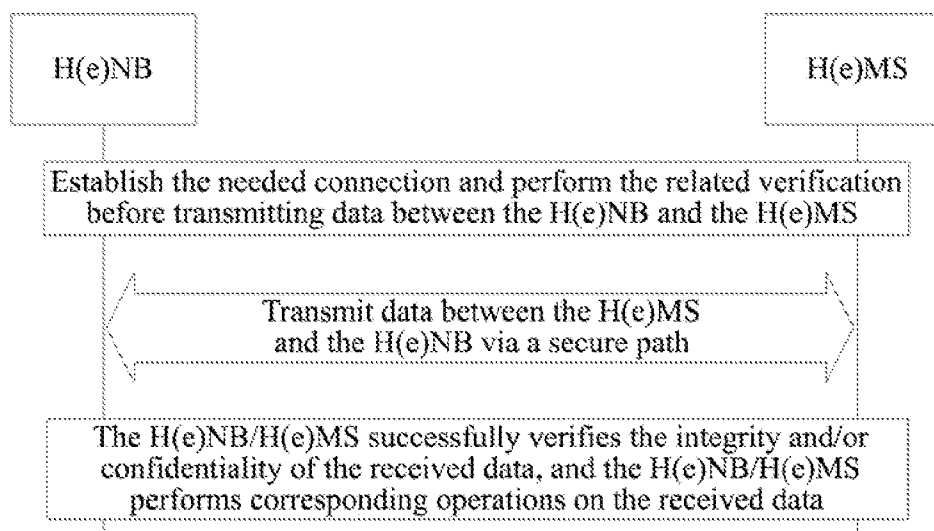 H(e)NB
H(e)MS
Establish the needed connection and perform the related verification
before transmitting data between the H(e)NB and the H(e)MS
Transmit data between the H(e)MS
and the H(e)NB via a secure path
The H(e)NB/H(e)MS successfully verifies the integrity and/or
confidentiality of the received data, and the H(e)NB/H(e)MS
performs corresponding operations on the received data